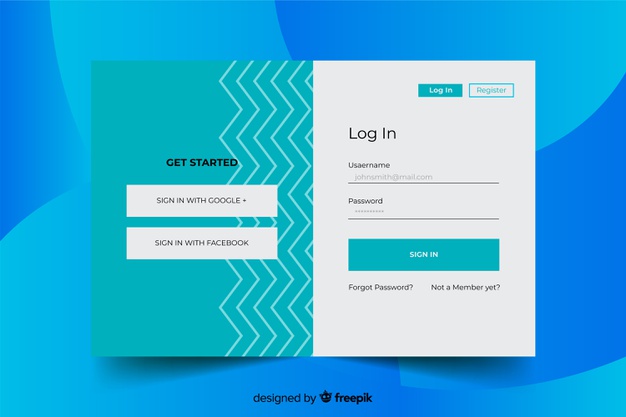 GET STARTED
SIGN IN WITH GOOGLE +
SIGN IN WITH FACEBOOK
Log In
Register
Log In
Usaername
johnsmith@mail.com
Password
**********
SIGN IN
Forgot Password?
Not a Member yet?
designed by freepik